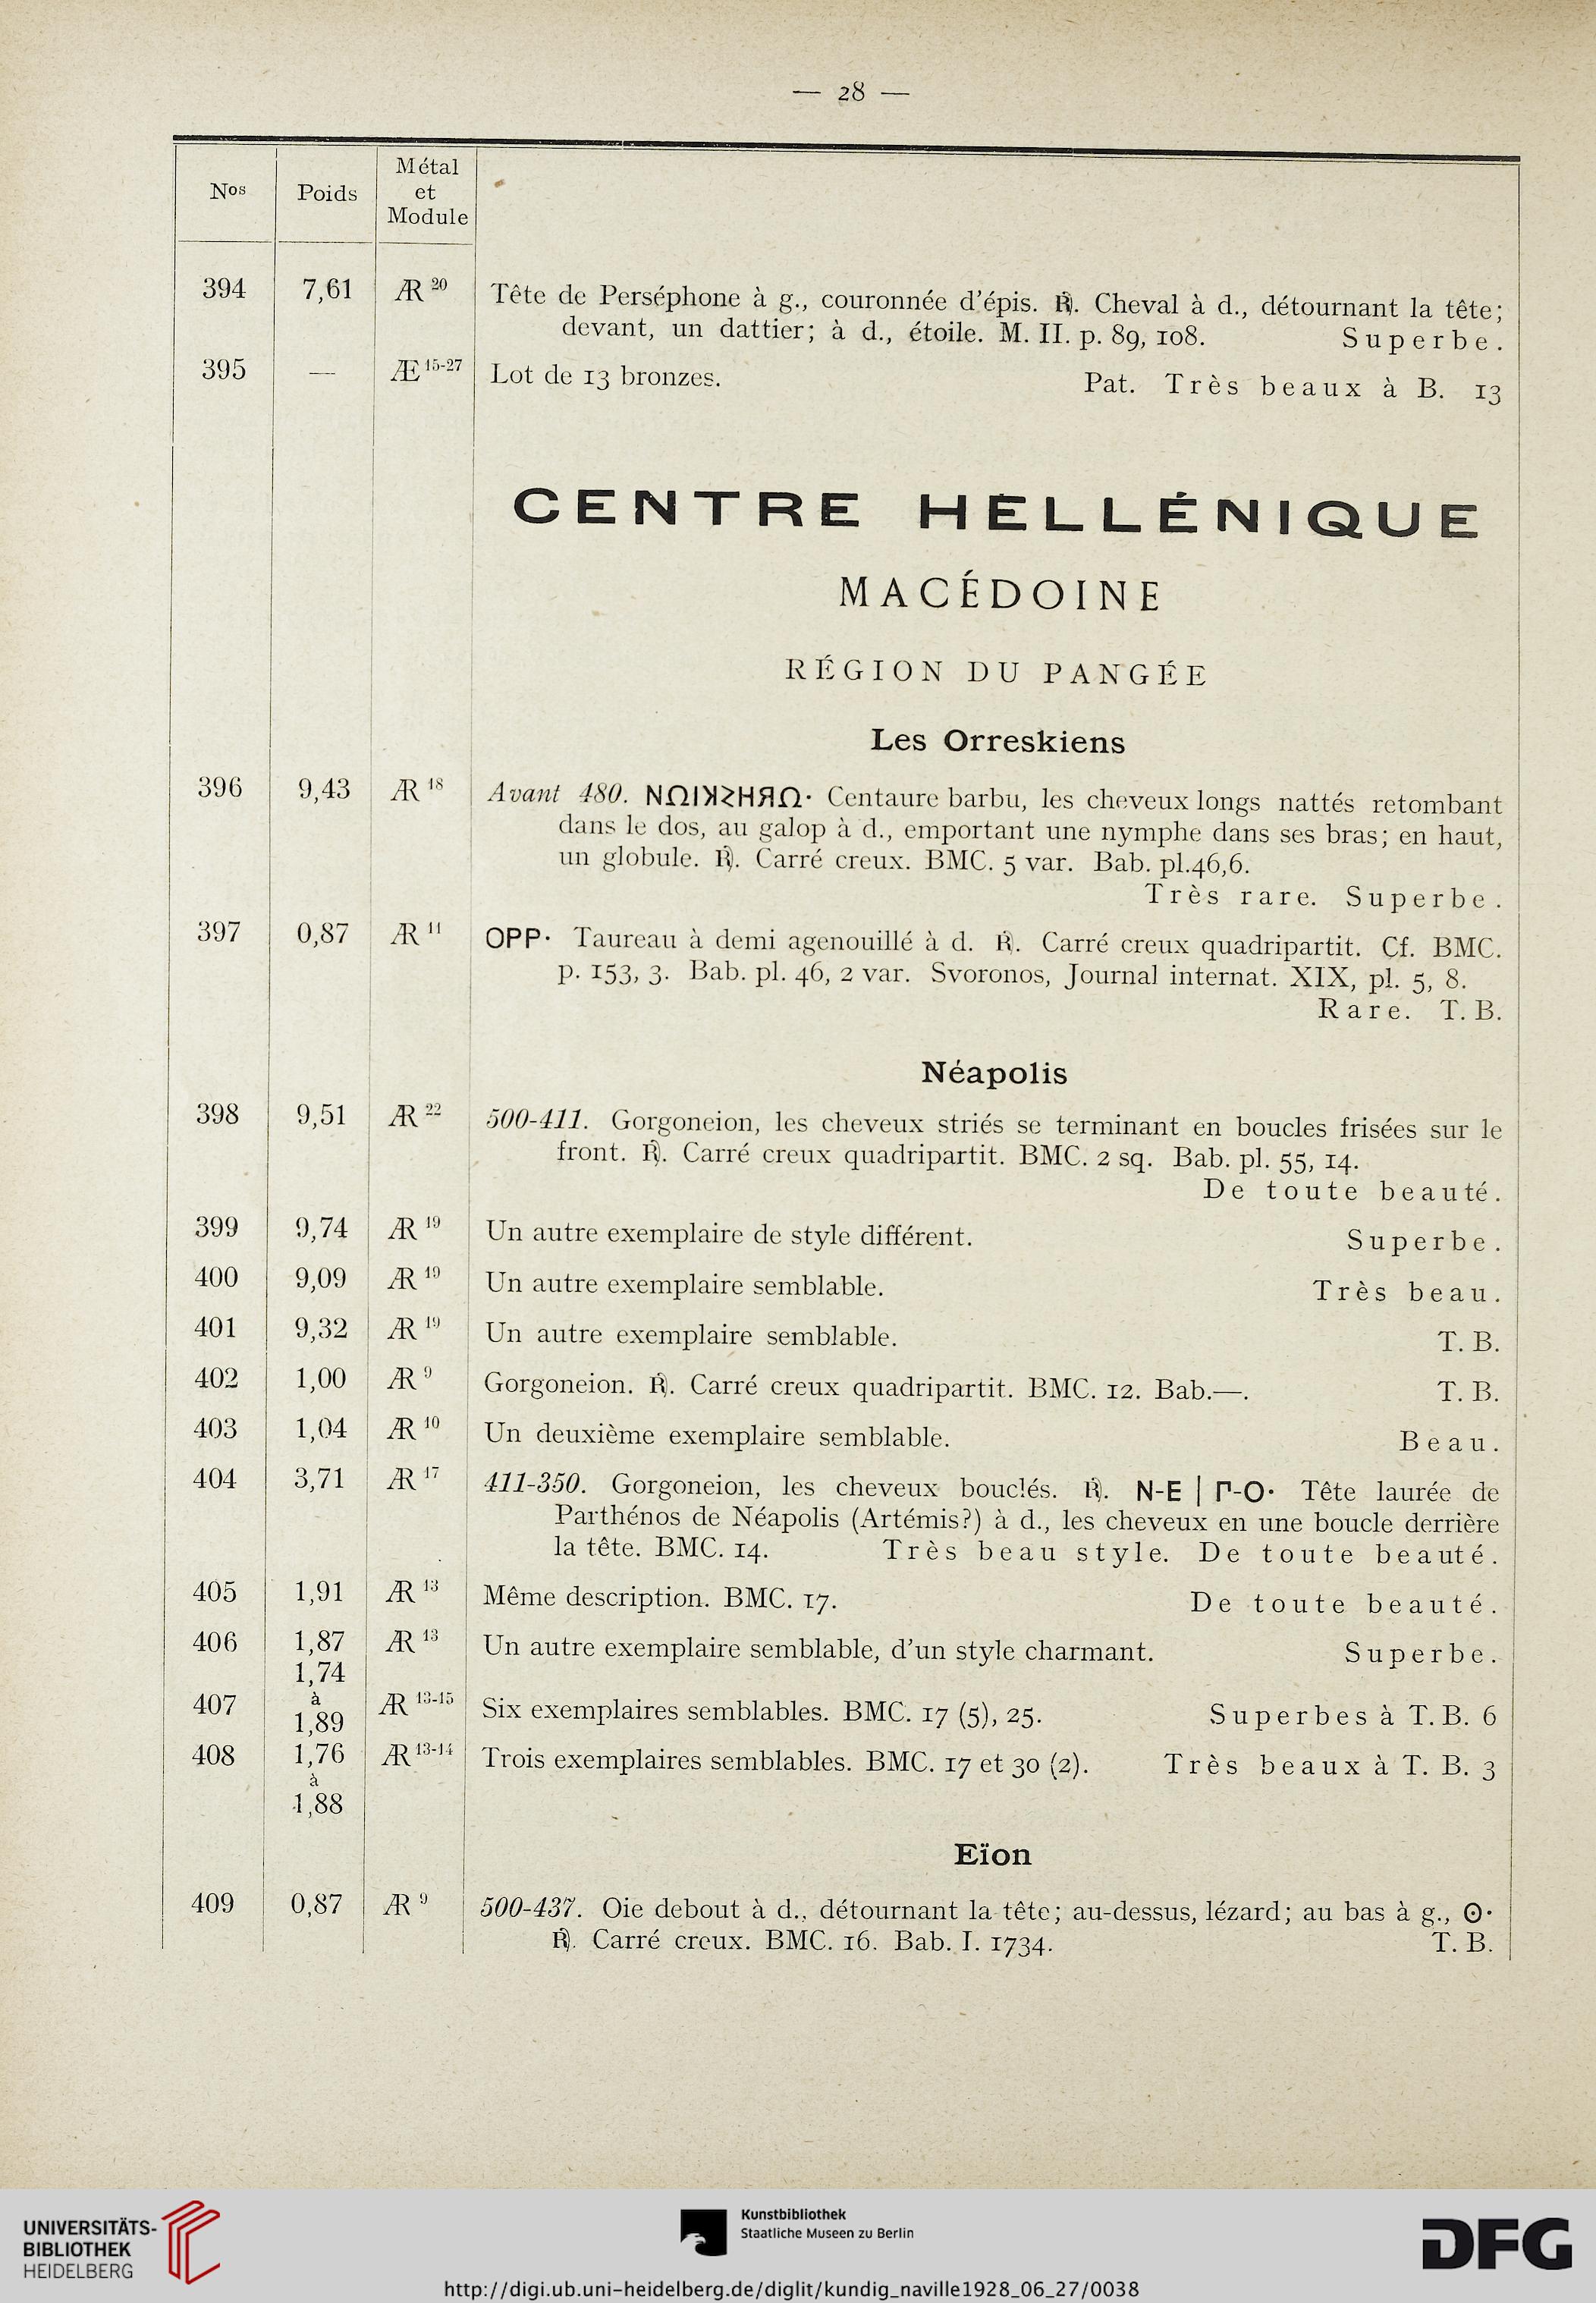 — 28 —
Nos Poids Métal et Module
394 7,61 ÆR 20 Tête de Perséphone à g., couronnée d'épis. ℞. Cheval à d., détournant la tête;
devant, un dattier; à d., étoile. M. II. p. 89, 108. Superbe.
395 — Æ 15-27 Lot de 13 bronzes. Pat. Très beaux à B. 13
CENTRE HELLÉNIQUE
MACÉDOINE
RÉGION DU PANGÉE
Les Orreskiens
396 9,43 ÆR 18 Avant 480. Centaure barbu, les cheveux longs nattés retombant
dans le dos, au galop à d., emportant une nymphe dans ses bras; en haut,
un globule. ℞. Carré creux. BMC. 5 var. Bab. pl.46,6.
Très rare. Superbe.
397 0,87 ÆR 11 OPP· Taureau à demi agenouillé à d. ℞. Carré creux quadripartit. Cf. BMC.
p. 153, 3. Bab. pl. 46, 2 var. Svoronos, Journal internat. XIX, pl. 5, 8.
Rare. T. B.
Néapolis
398 9,51 ÆR 22 500-411. Gorgoneion, les cheveux striés se terminant en boucles frisées sur le
front. ℞. Carré creux quadripartit. BMC. 2 sq. Bab. pl. 55, 14.
De toute beauté.
399 9,74 ÆR 19 Un autre exemplaire de style différent. Superbe.
400 9,09 ÆR 19 Un autre exemplaire semblable. Très beau.
401 9,32 ÆR 19 Un autre exemplaire semblable. T. B.
402 1,00 ÆR 9 Gorgoneion. ℞. Carré creux quadripartit. BMC. 12. Bab.—. T. B.
403 1,04 ÆR 10 Un deuxième exemplaire semblable. Beau.
404 3,71 ÆR 17 411-350. Gorgoneion, les cheveux bouclés. ℞. N-E | Γ-O· Tête laurée de
Parthénos de Néapolis (Artémis?) à d., les cheveux en une boucle derrière
la tête. BMC. 14. Très beau style. De toute beauté.
405 1,91 ÆR 13 Même description. BMC. 17. De toute beauté.
406 1,87 ÆR 13 Un autre exemplaire semblable, d'un style charmant. Superbe.
407 1,74 à 1,89 ÆR 13-15 Six exemplaires semblables. BMC. 17 (5), 25. Superbes à T. B. 6
408 1,76 à 1,88 ÆR 13-14 Trois exemplaires semblables. BMC. 17 et 30 (2). Très beaux à T. B. 3
Eïon
409 0,87 ÆR 9 500-437. Oie debout à d., détournant la tête; au-dessus, lézard; au bas à g., ⊙·
℞. Carré creux. BMC. 16. Bab. I. 1734. T. B.
UNIVERSITÄTS-
BIBLIOTHEK
HEIDELBERG
Kunstbibliothek
Staatliche Museen zu Berlin
DFG
http://digi.ub.uni-heidelberg.de/diglit/kundig_naville1928_06_27/0038